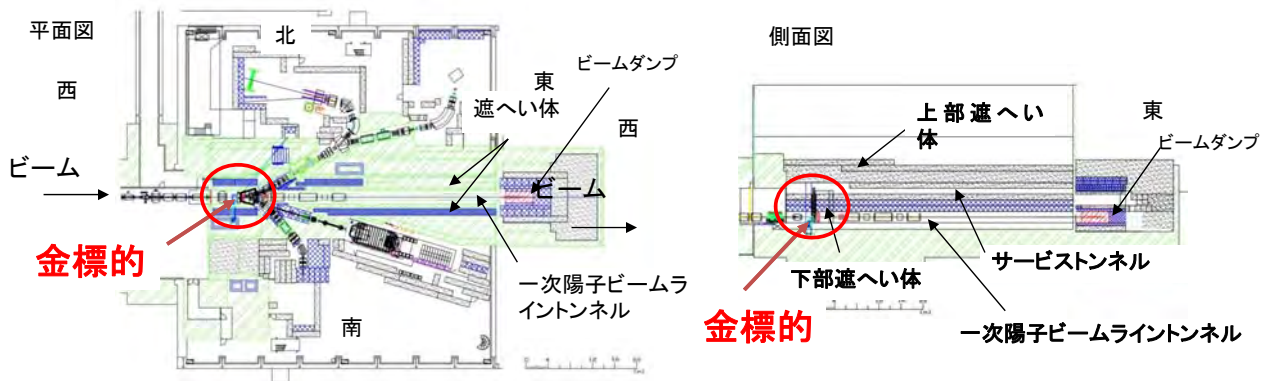 平面図
北
西
東
ビームダンプ
遮へい体
西
ビーム
ビーム
金標的
一次陽子ビームラ
イントンネル
南
側面図
上部遮へい
体
東
ビームダンプ
サービストンネル
下部遮へい体
金標的
一次陽子ビームライントンネル